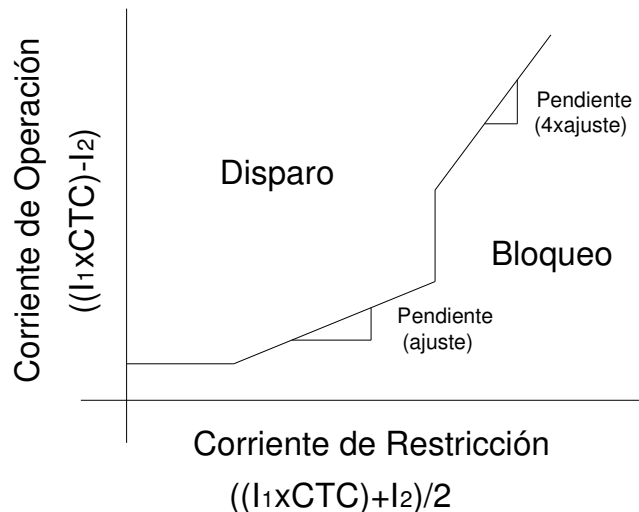 Corriente de Operación
((I1xCTC)-I2)
Disparo
Pendiente
(4xajuste)
Bloqueo
Pendiente
(ajuste)
Corriente de Restricción
((I1xCTC)+I2)/2